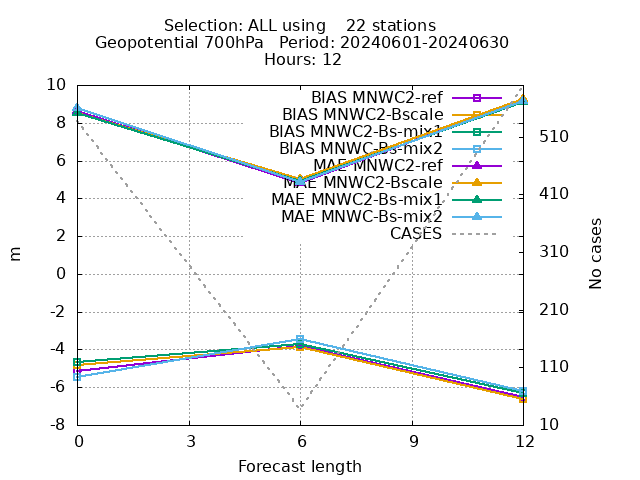 Selection: ALL using 22 stations
Geopotential 700hPa Period: 20240601-20240630
Hours: 12
BIAS MNWC2-ref
BIAS MNWC2-Bscale
BIAS MNWC2-Bs-mix1
BIAS MNWC-Bs-mix2
MAE MNWC2-ref
MAE MNWC2-Bscale
MAE MNWC2-Bs-mix1
MAE MNWC-Bs-mix2
CASES
10
8
6
4
2
0
-2
-4
-6
-8
m
510
410
310
210
110
10
No cases
0
3
6
9
12
Forecast length